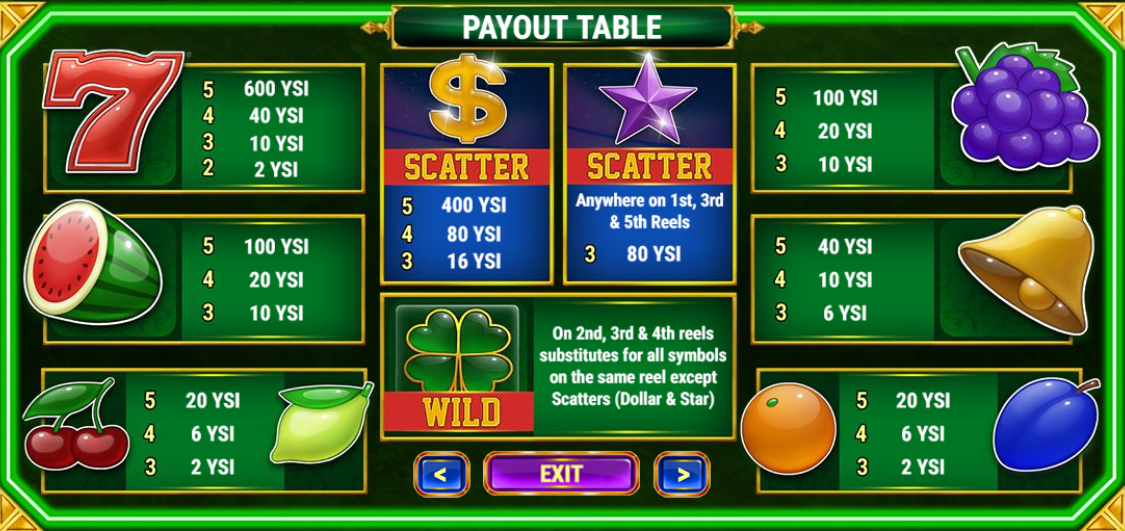 PAYOUT TABLE
5 600 YSI
4 40 YSI
3 10 YSI
2 2 YSI
SCATTER
5 400 YSI
4 80 YSI
3 16 YSI
SCATTER
Anywhere on 1st, 3rd
& 5th Reels
3 80 YSI
5 100 YSI
4 20 YSI
3 10 YSI
5 100 YSI
4 20 YSI
3 10 YSI
WILD
On 2nd, 3rd & 4th reels
substitutes for all symbols
on the same reel except
Scatters (Dollar & Star)
5 40 YSI
4 10 YSI
3 6 YSI
5 20 YSI
4 6 YSI
3 2 YSI
<
EXIT
>
5 20 YSI
4 6 YSI
3 2 YSI